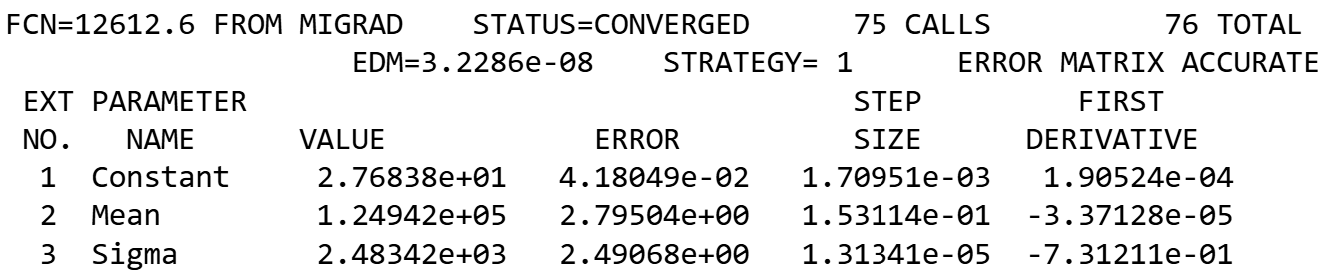 FCN=12612.6 FROM MIGRAD    STATUS=CONVERGED      75 CALLS          76 TOTAL
EDM=3.2286e-08    STRATEGY= 1      ERROR MATRIX ACCURATE
EXT PARAMETER                                   STEP         FIRST
NO.   NAME      VALUE            ERROR          SIZE      DERIVATIVE
1  Constant     2.76838e+01   4.18049e-02   1.70951e-03   1.90524e-04
2  Mean         1.24942e+05   2.79504e+00   1.53114e-01  -3.37128e-05
3  Sigma        2.48342e+03   2.49068e+00   1.31341e-05  -7.31211e-01